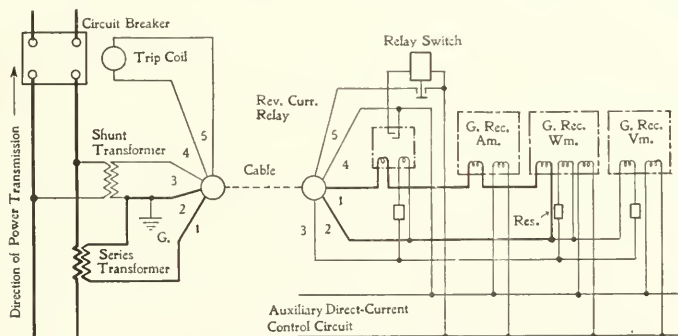 Circuit Breaker
Trip Coil
Direction of Power Transmission
Shunt
Transformer
4
5
3
2
G.
1
Series
Transformer
Cable
Relay Switch
Rev. Curr.
Relay
5
4
1
3
2
G. Rec.
Am.
G. Rec.
Wm.
G. Rec.
Vm.
Res.
Auxiliary Direct-Current
Control Circuit